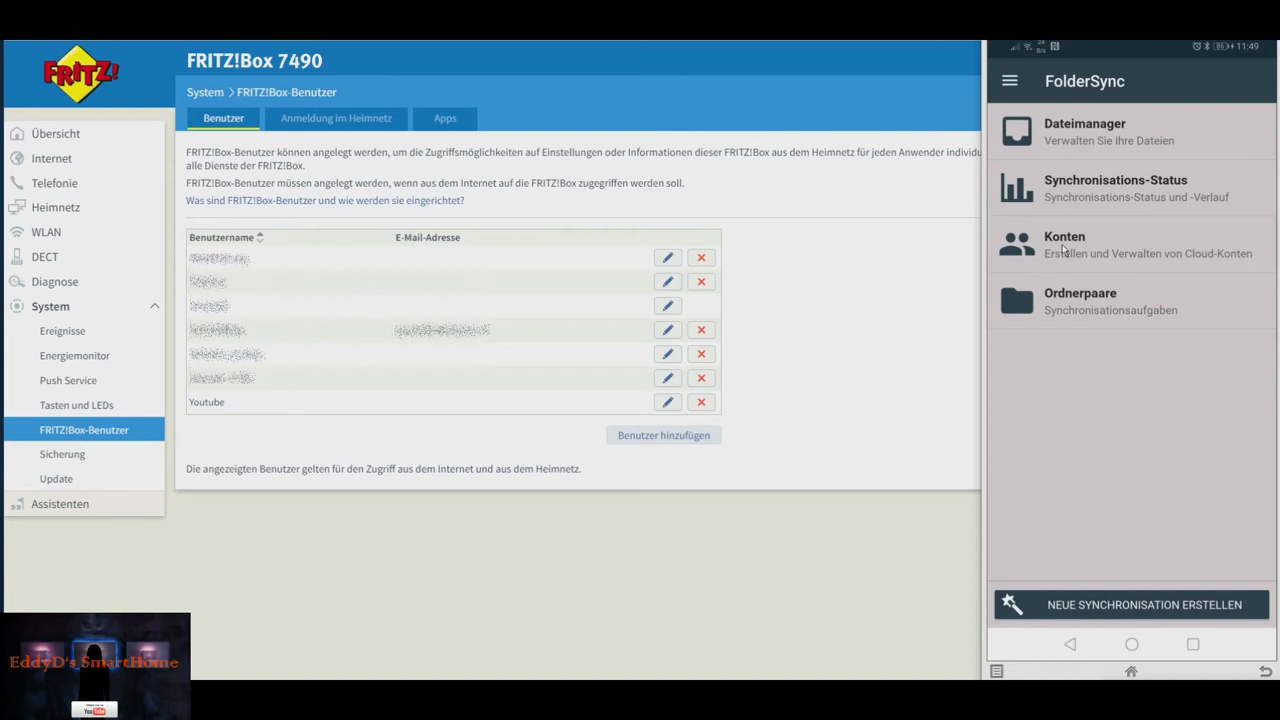 FRITZ!
FRITZ!Box 7490
System > FRITZ!Box-Benutzer
Benutzer
Anmeldung im Heimnetz
Apps
Übersicht
Internet
Telefonie
Heimnetz
WLAN
DECT
Diagnose
System
Ereignisse
Energiemonitor
Push Service
Tasten und LEDs
FRITZ!Box-Benutzer
Sicherung
Update
Assistenten
FRITZ!Box-Benutzer können angelegt werden, um die Zugriffsmöglichkeiten auf Einstellungen oder Informationen dieser FRITZ!Box aus dem Heimnetz für jeden Anwender individu
alle Dienste der FRITZ!Box.
FRITZ!Box-Benutzer müssen angelegt werden, wenn aus dem Internet auf die FRITZ!Box zugegriffen werden soll.
Was sind FRITZ!Box-Benutzer und wie werden sie eingerichtet?
Benutzername
E-Mail-Adresse
Youtube
Benutzer hinzufügen
Die angezeigten Benutzer gelten für den Zugriff aus dem Internet und aus dem Heimnetz.
EddyD's SmartHome
YouTube
24
B/s
86
11:49
FolderSync
Dateimanager
Verwalten Sie Ihre Dateien
Synchronisations-Status
Synchronisations-Status und -Verlauf
Konten
Erstellen und Verwalten von Cloud-Konten
Ordnerpaare
Synchronisationsaufgaben
NEUE SYNCHRONISATION ERSTELLEN